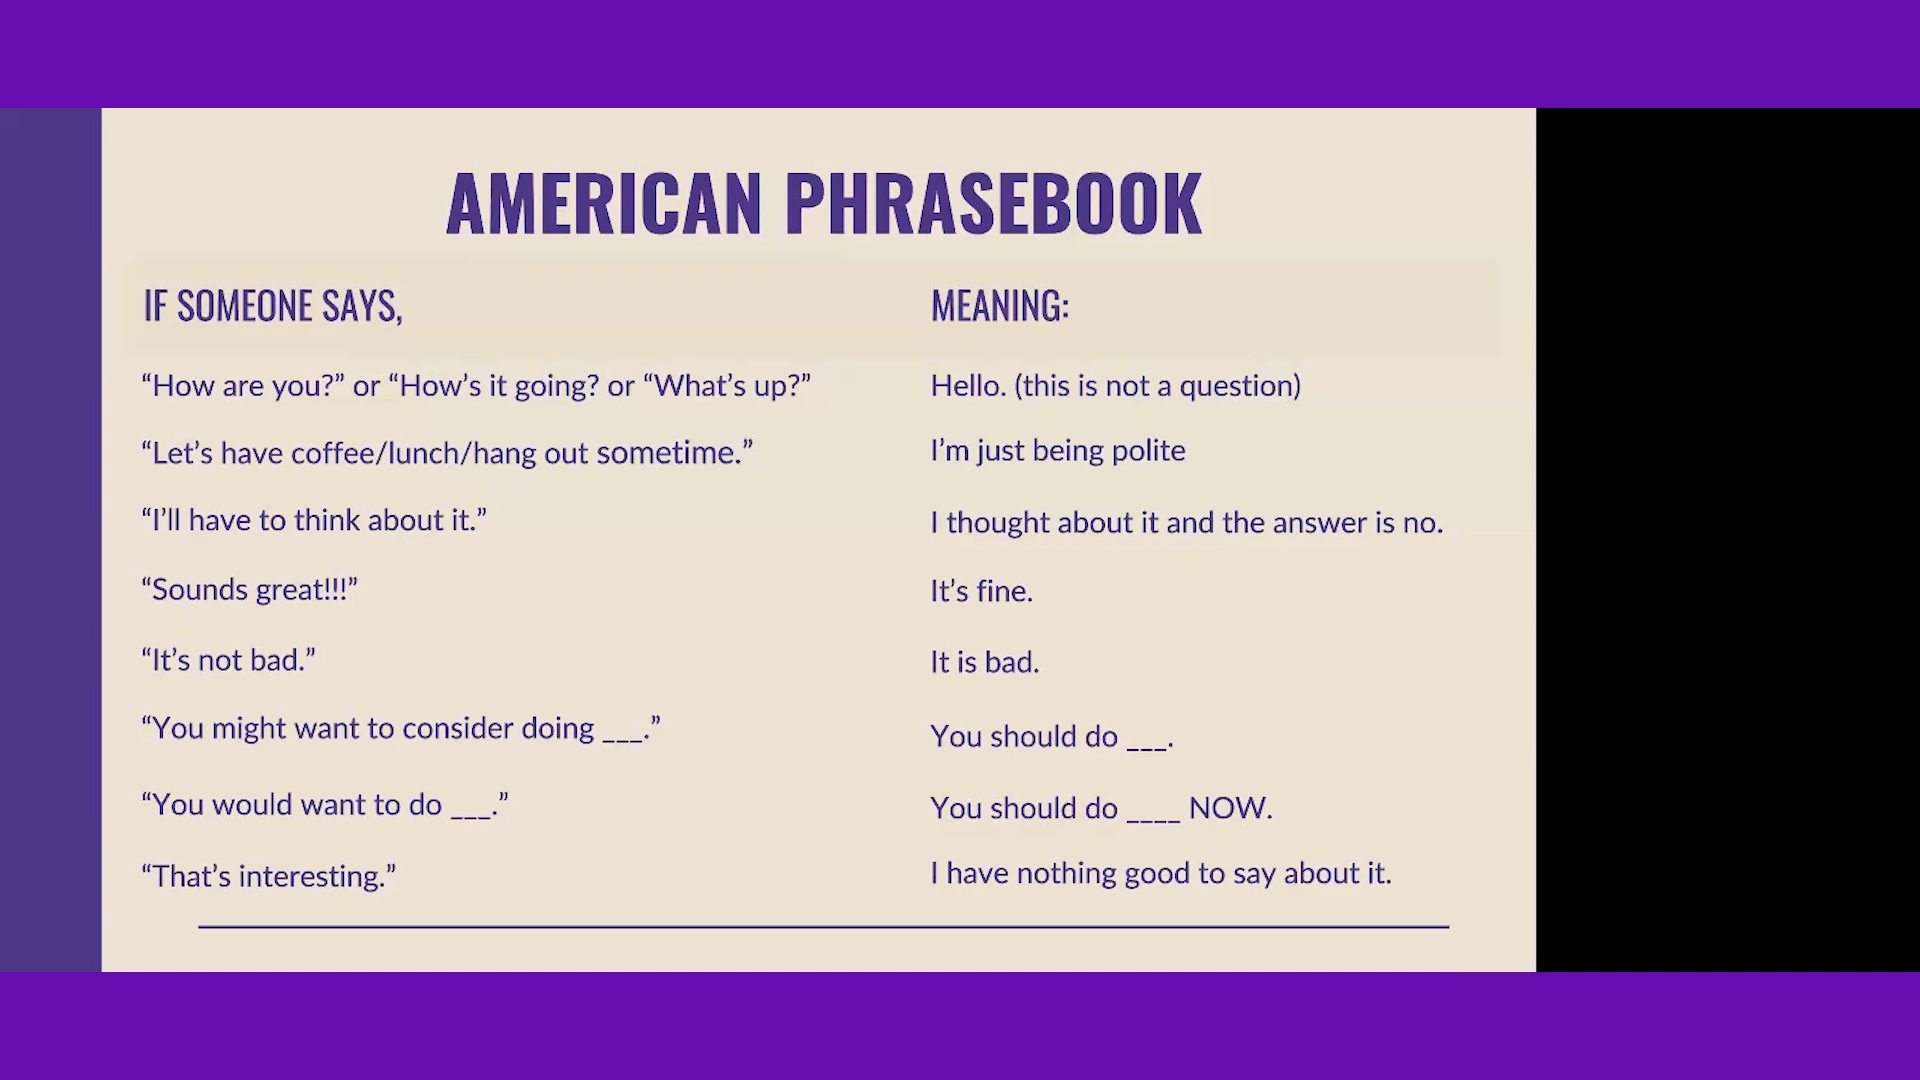 AMERICAN PHRASEBOOK
IF SOMEONE SAYS,
MEANING:
“How are you?” or “How’s it going? or “What’s up?”
Hello. (this is not a question)
“Let’s have coffee/lunch/hang out sometime.”
I’m just being polite
“I’ll have to think about it.”
I thought about it and the answer is no.
“Sounds great!!!”
It’s fine.
“It’s not bad.”
It is bad.
“You might want to consider doing ___.”
You should do ___.
“You would want to do ___.”
You should do ____ NOW.
“That’s interesting.”
I have nothing good to say about it.